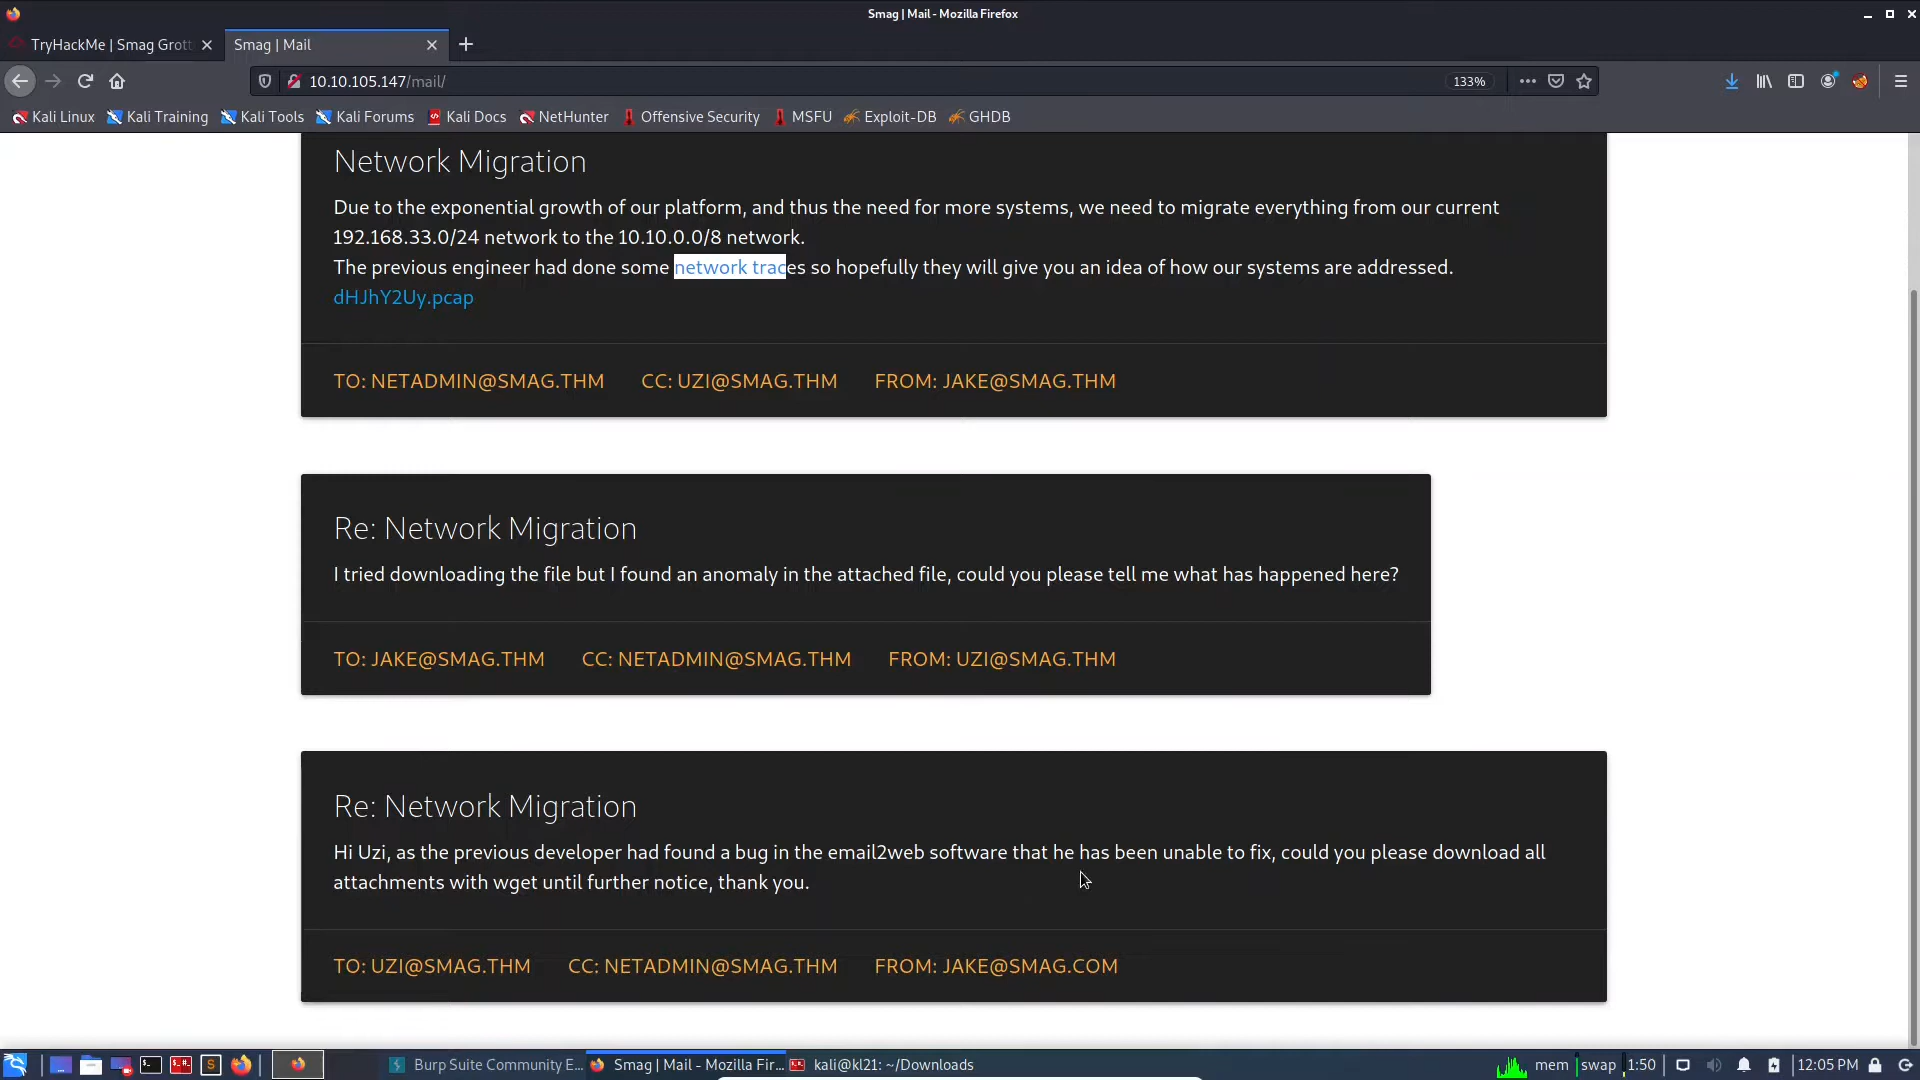 Smag | Mail - Mozilla Firefox
TryHackMe | Smag Grott
Smag | Mail
10.10.105.147/mail/
133%
Kali Linux Kali Training Kali Tools Kali Forums Kali Docs NetHunter Offensive Security MSFU Exploit-DB GHDB
Network Migration
Due to the exponential growth of our platform, and thus the need for more systems, we need to migrate everything from our current
192.168.33.0/24 network to the 10.10.0.0/8 network.
The previous engineer had done some network traces so hopefully they will give you an idea of how our systems are addressed.
dHJhY2Uy.pcap
TO: NETADMIN@SMAG.THM CC: UZI@SMAG.THM FROM: JAKE@SMAG.THM
Re: Network Migration
I tried downloading the file but I found an anomaly in the attached file, could you please tell me what has happened here?
TO: JAKE@SMAG.THM CC: NETADMIN@SMAG.THM FROM: UZI@SMAG.THM
Re: Network Migration
Hi Uzi, as the previous developer had found a bug in the email2web software that he has been unable to fix, could you please download all
attachments with wget until further notice, thank you.
TO: UZI@SMAG.THM CC: NETADMIN@SMAG.THM FROM: JAKE@SMAG.COM
Burp Suite Community E... Smag | Mail - Mozilla Fir... kali@kl21: ~/Downloads mem swap 1:50 12:05 PM